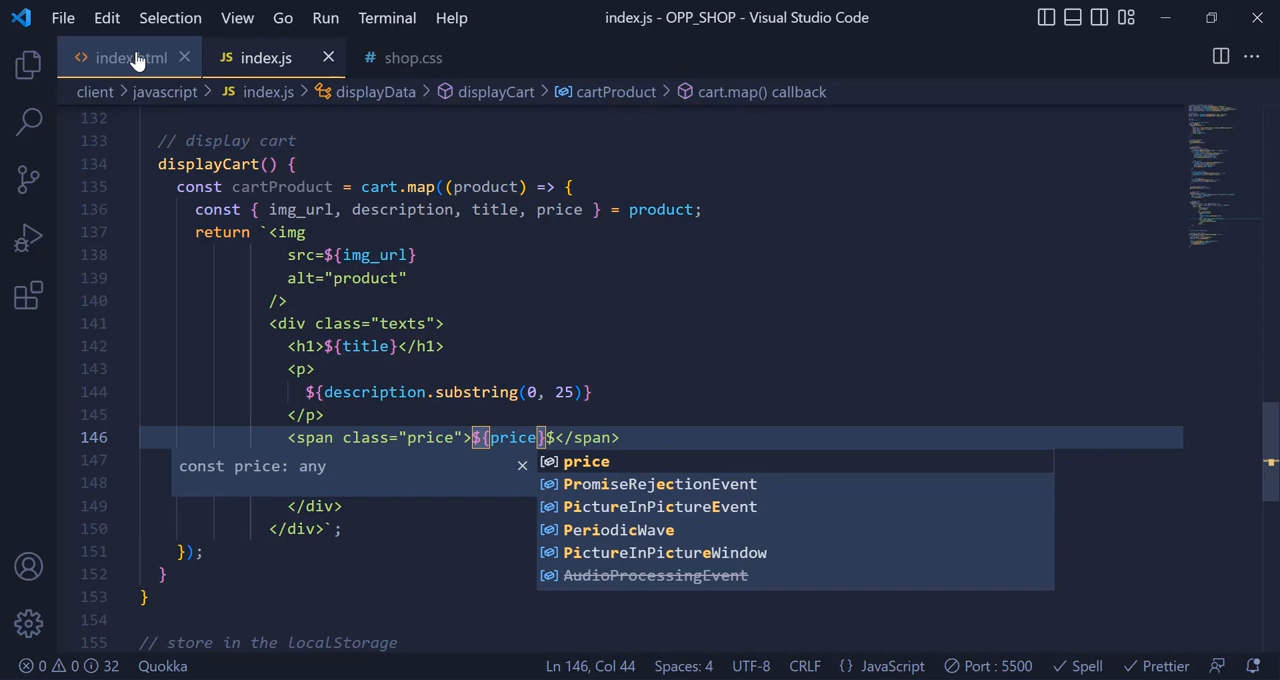 File Edit Selection View Go Run Terminal Help index.js - OPP_SHOP - Visual Studio Code
<> index.html JS index.js # shop.css
client > javascript > JS index.js > displayData > displayCart > cartProduct > cart.map() callback
132
133 // display cart
134 displayCart() {
135 const cartProduct = cart.map((product) => {
136 const { img_url, description, title, price } = product;
137 return `<img
138 src=${img_url}
139 alt="product"
140 />
141 <div class="texts">
142 <h1>${title}</h1>
143 <p>
144 ${description.substring(0, 25)}
145 </p>
146 <span class="price">${price}$</span>
147 const price: any price
148 PromiseRejectionEvent
149 </div> PictureInPictureEvent
150 </div>`; PeriodicWave
151 }); PictureInPictureWindow
152 } AudioProcessingEvent
153 }
154
155 // store in the localStorage
0 0 32 Quokka Ln 146, Col 44 Spaces: 4 UTF-8 CRLF {} JavaScript Port : 5500 Spell Prettier